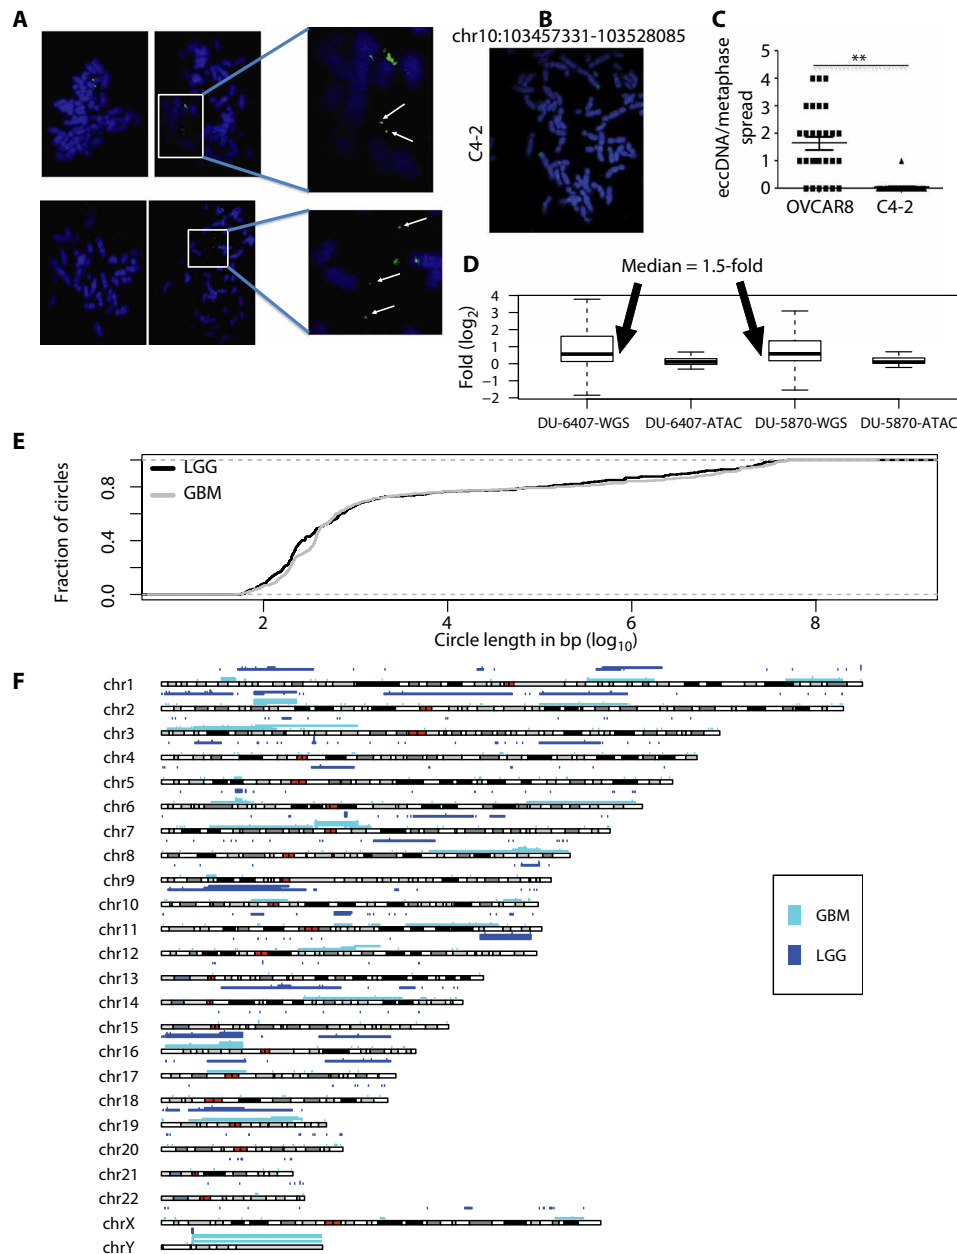 A
B
chr10:103457331-103528085
C4-2
C
eccDNA/metaphase
spread
5
4
3
2
1
0
**
OVCAR8
C4-2
D
Median = 1.5-fold
Fold (log2)
4
3
2
1
0
−1
−2
DU-6407-WGS
DU-6407-ATAC
DU-5870-WGS
DU-5870-ATAC
E
LGG
GBM
Fraction of circles
0.8
0.4
0.0
2
4
6
8
Circle length in bp (log10)
F
chr1
chr2
chr3
chr4
chr5
chr6
chr7
chr8
chr9
chr10
chr11
chr12
chr13
chr14
chr15
chr16
chr17
chr18
chr19
chr20
chr21
chr22
chrX
chrY
GBM
LGG